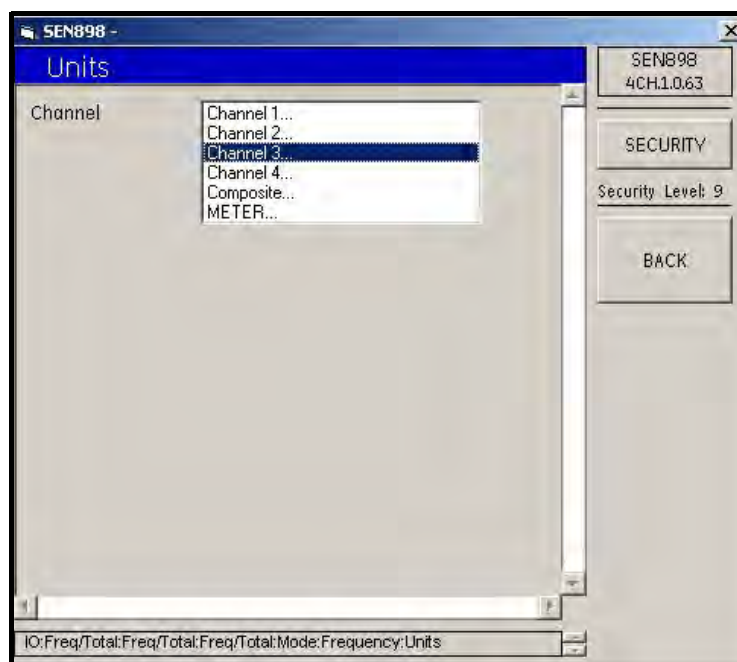 SEN898 -
Units
Channel
Channel 1...
Channel 2...
Channel 3...
Channel 4...
Composite...
METER...
SEN898
4CH.1.0.63
SECURITY
Security Level: 9
BACK
IO:Freq/Total:Freq/Total:Freq/Total:Mode:Frequency:Units